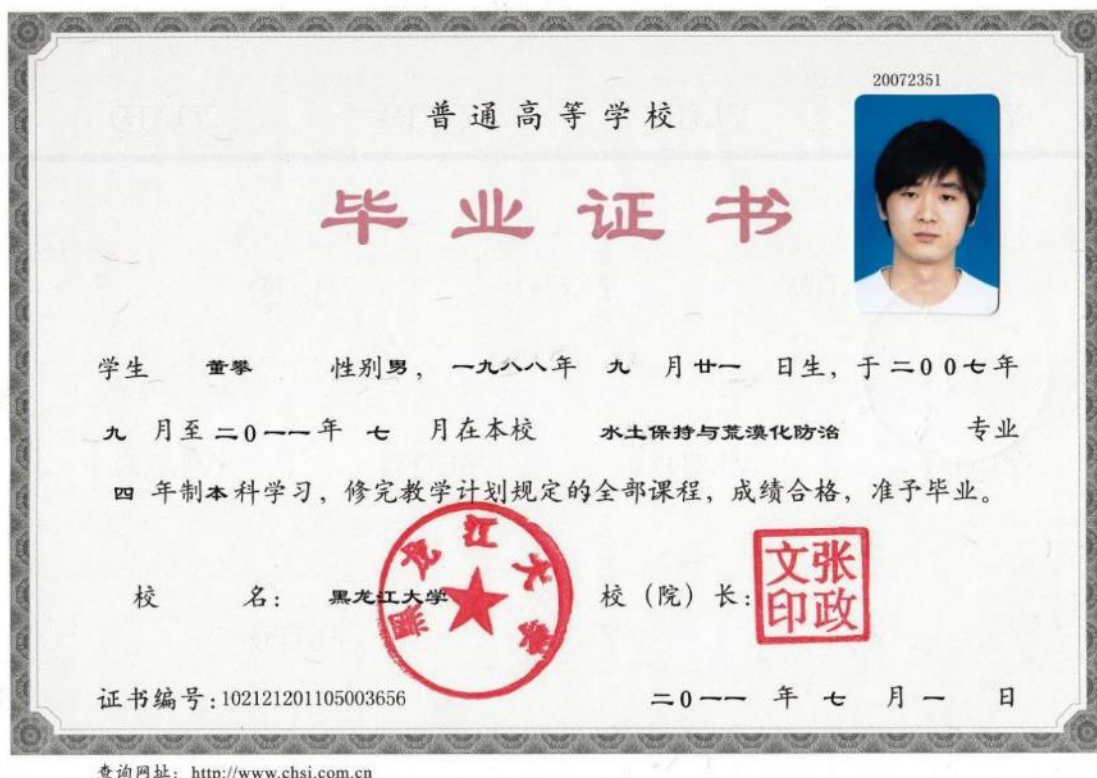 20072351
普通高等学校
毕业证书
学生 董攀 性别男，一九八八年 九 月廿一 日生，于二00七年
九 月至二0一一年 七 月在本校 水土保持与荒漠化防治 专业
四 年制本科学习，修完教学计划规定的全部课程，成绩合格，准予毕业。
黑龙江大学
张政文印
校 名： 黑龙江大学 校（院）长：
证书编号：102121201105003656 二0一一 年 七 月 一 日
查询网址：http://www.chsi.com.cn